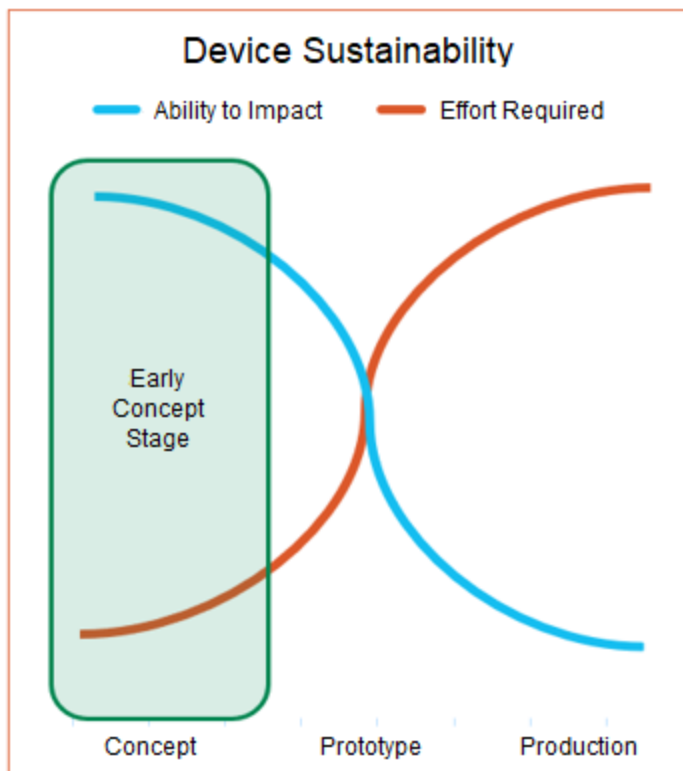 Device Sustainability
Ability to Impact
Effort Required
Early
Concept
Stage
Concept
Prototype
Production